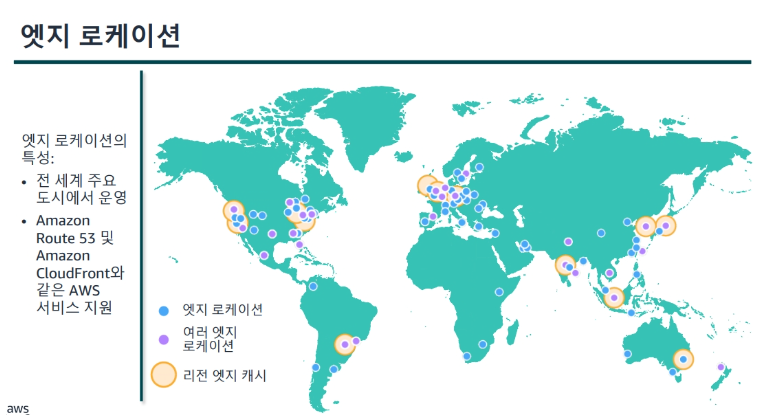 엣지 로케이션
엣지 로케이션의
특성:
• 전 세계 주요
도시에서 운영
• Amazon
Route 53 및
Amazon
CloudFront와
같은 AWS
서비스 지원
엣지 로케이션
여러 엣지
로케이션
리전 엣지 캐시
aws